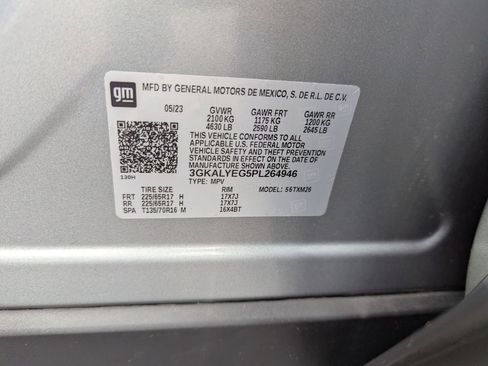 gm MFD BY GENERAL MOTORS DE MEXICO, S. DE R.L. DE C.V.
05/23 GVWR GAWR FRT GAWR RR
2100 KG 1175 KG 1200 KG
4630 LB 2590 LB 2645 LB
THIS VEHICLE CONFORMS TO ALL
APPLICABLE U.S. FEDERAL MOTOR
VEHICLE SAFETY AND THEFT PREVENTION
STANDARDS IN EFFECT ON THE DATE OF
MANUFACTURE SHOWN ABOVE.
130H 3GKALYEG5PL264946
TYPE: MPV
TIRE SIZE RIM MODEL: 56TXM26
FRT 225/65R17 H 17X7J
RR 225/65R17 H 17X7J
SPA T135/70R16 M 16X4BT